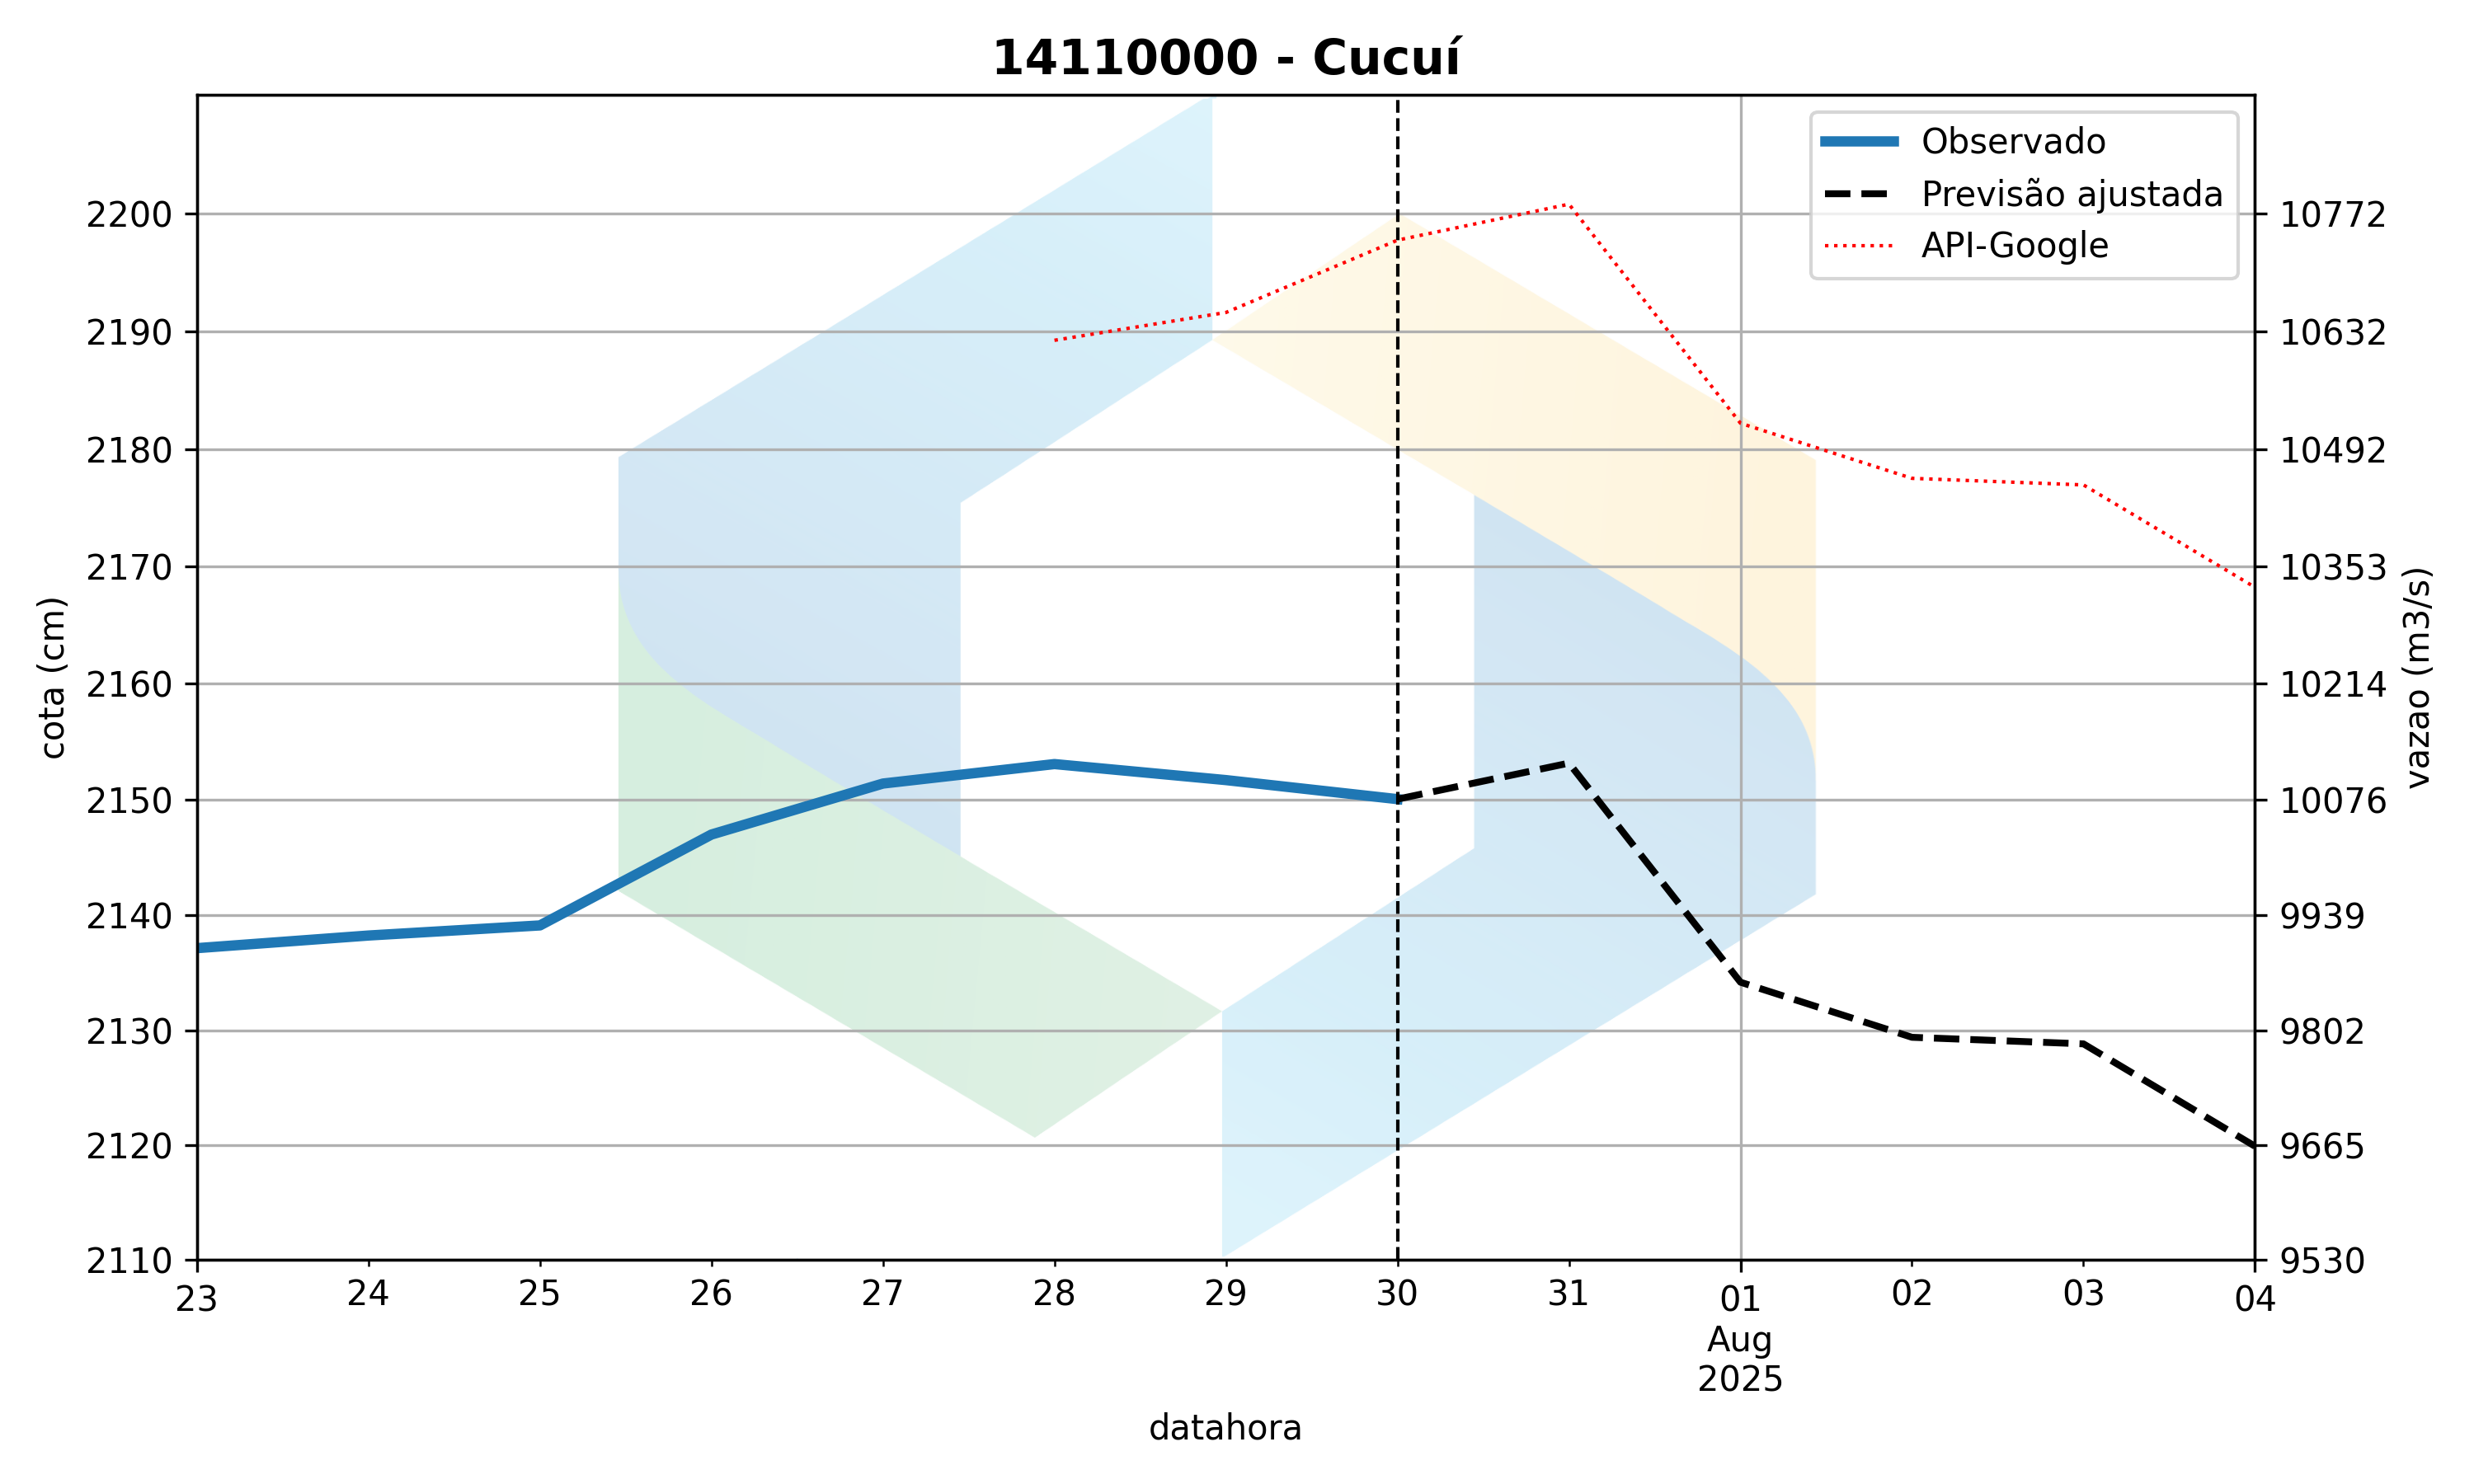 14110000 - Cucuí
Observado
Previsão ajustada
API-Google
2200
2190
2180
2170
2160
2150
2140
2130
2120
2110
cota (cm)
10772
10632
10492
10353
10214
10076
9939
9802
9665
9530
vazao (m3/s)
23 24 25 26 27 28 29 30 31 01 02 03 04
Aug
2025
datahora